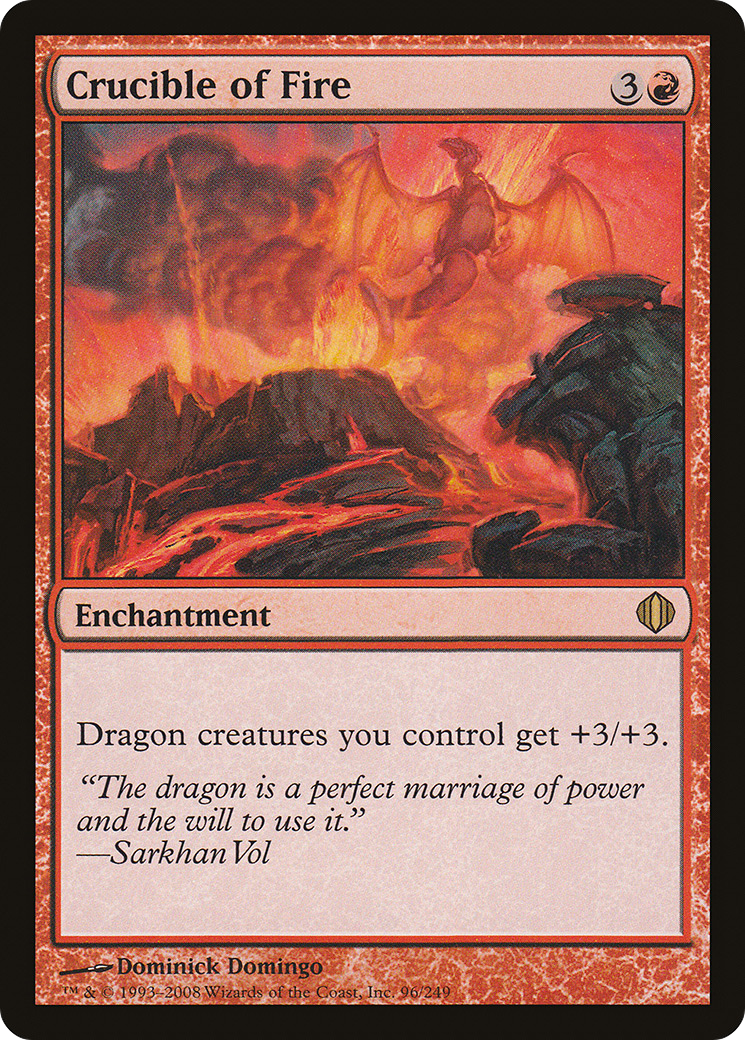 Crucible of Fire 3
Enchantment
Dragon creatures you control get +3/+3.
“The dragon is a perfect marriage of power
and the will to use it.”
—Sarkhan Vol
Dominick Domingo
™ & © 1993–2008 Wizards of the Coast, Inc. 96/249